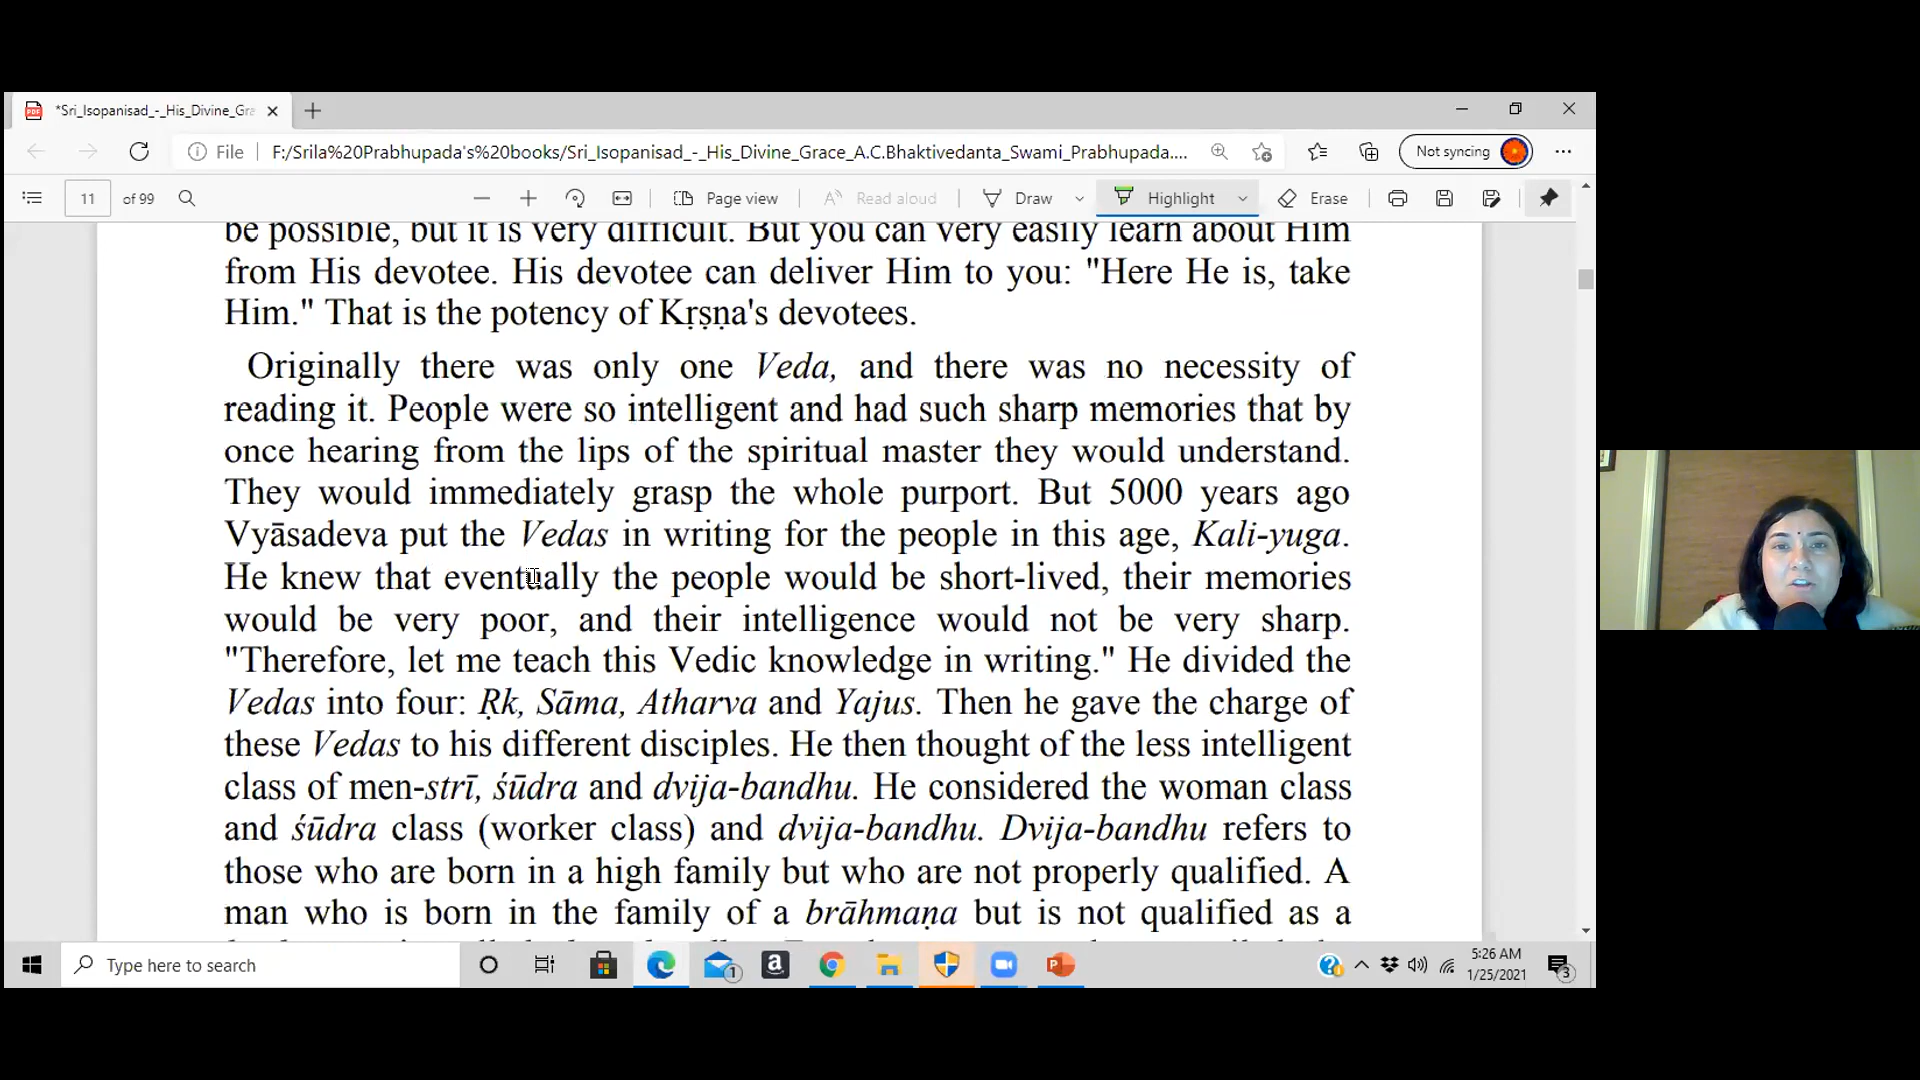 *Sri_Isopanisad_-_His_Divine_Gra
File F:/Srila%20Prabhupada's%20books/Sri_Isopanisad_-_His_Divine_Grace_A.C.Bhaktivedanta_Swami_Prabhupada.... Not syncing
11 of 99 Page view Read aloud Draw Highlight Erase
be possible, but it is very difficult. But you can very easily learn about Him
from His devotee. His devotee can deliver Him to you: "Here He is, take
Him." That is the potency of Kṛṣṇa's devotees.
Originally there was only one Veda, and there was no necessity of
reading it. People were so intelligent and had such sharp memories that by
once hearing from the lips of the spiritual master they would understand.
They would immediately grasp the whole purport. But 5000 years ago
Vyāsadeva put the Vedas in writing for the people in this age, Kali-yuga.
He knew that eventually the people would be short-lived, their memories
would be very poor, and their intelligence would not be very sharp.
"Therefore, let me teach this Vedic knowledge in writing." He divided the
Vedas into four: Ṛk, Sāma, Atharva and Yajus. Then he gave the charge of
these Vedas to his different disciples. He then thought of the less intelligent
class of men-strī, śūdra and dvija-bandhu. He considered the woman class
and śūdra class (worker class) and dvija-bandhu. Dvija-bandhu refers to
those who are born in a high family but who are not properly qualified. A
man who is born in the family of a brāhmaṇa but is not qualified as a
Type here to search
5:26 AM
1/25/2021